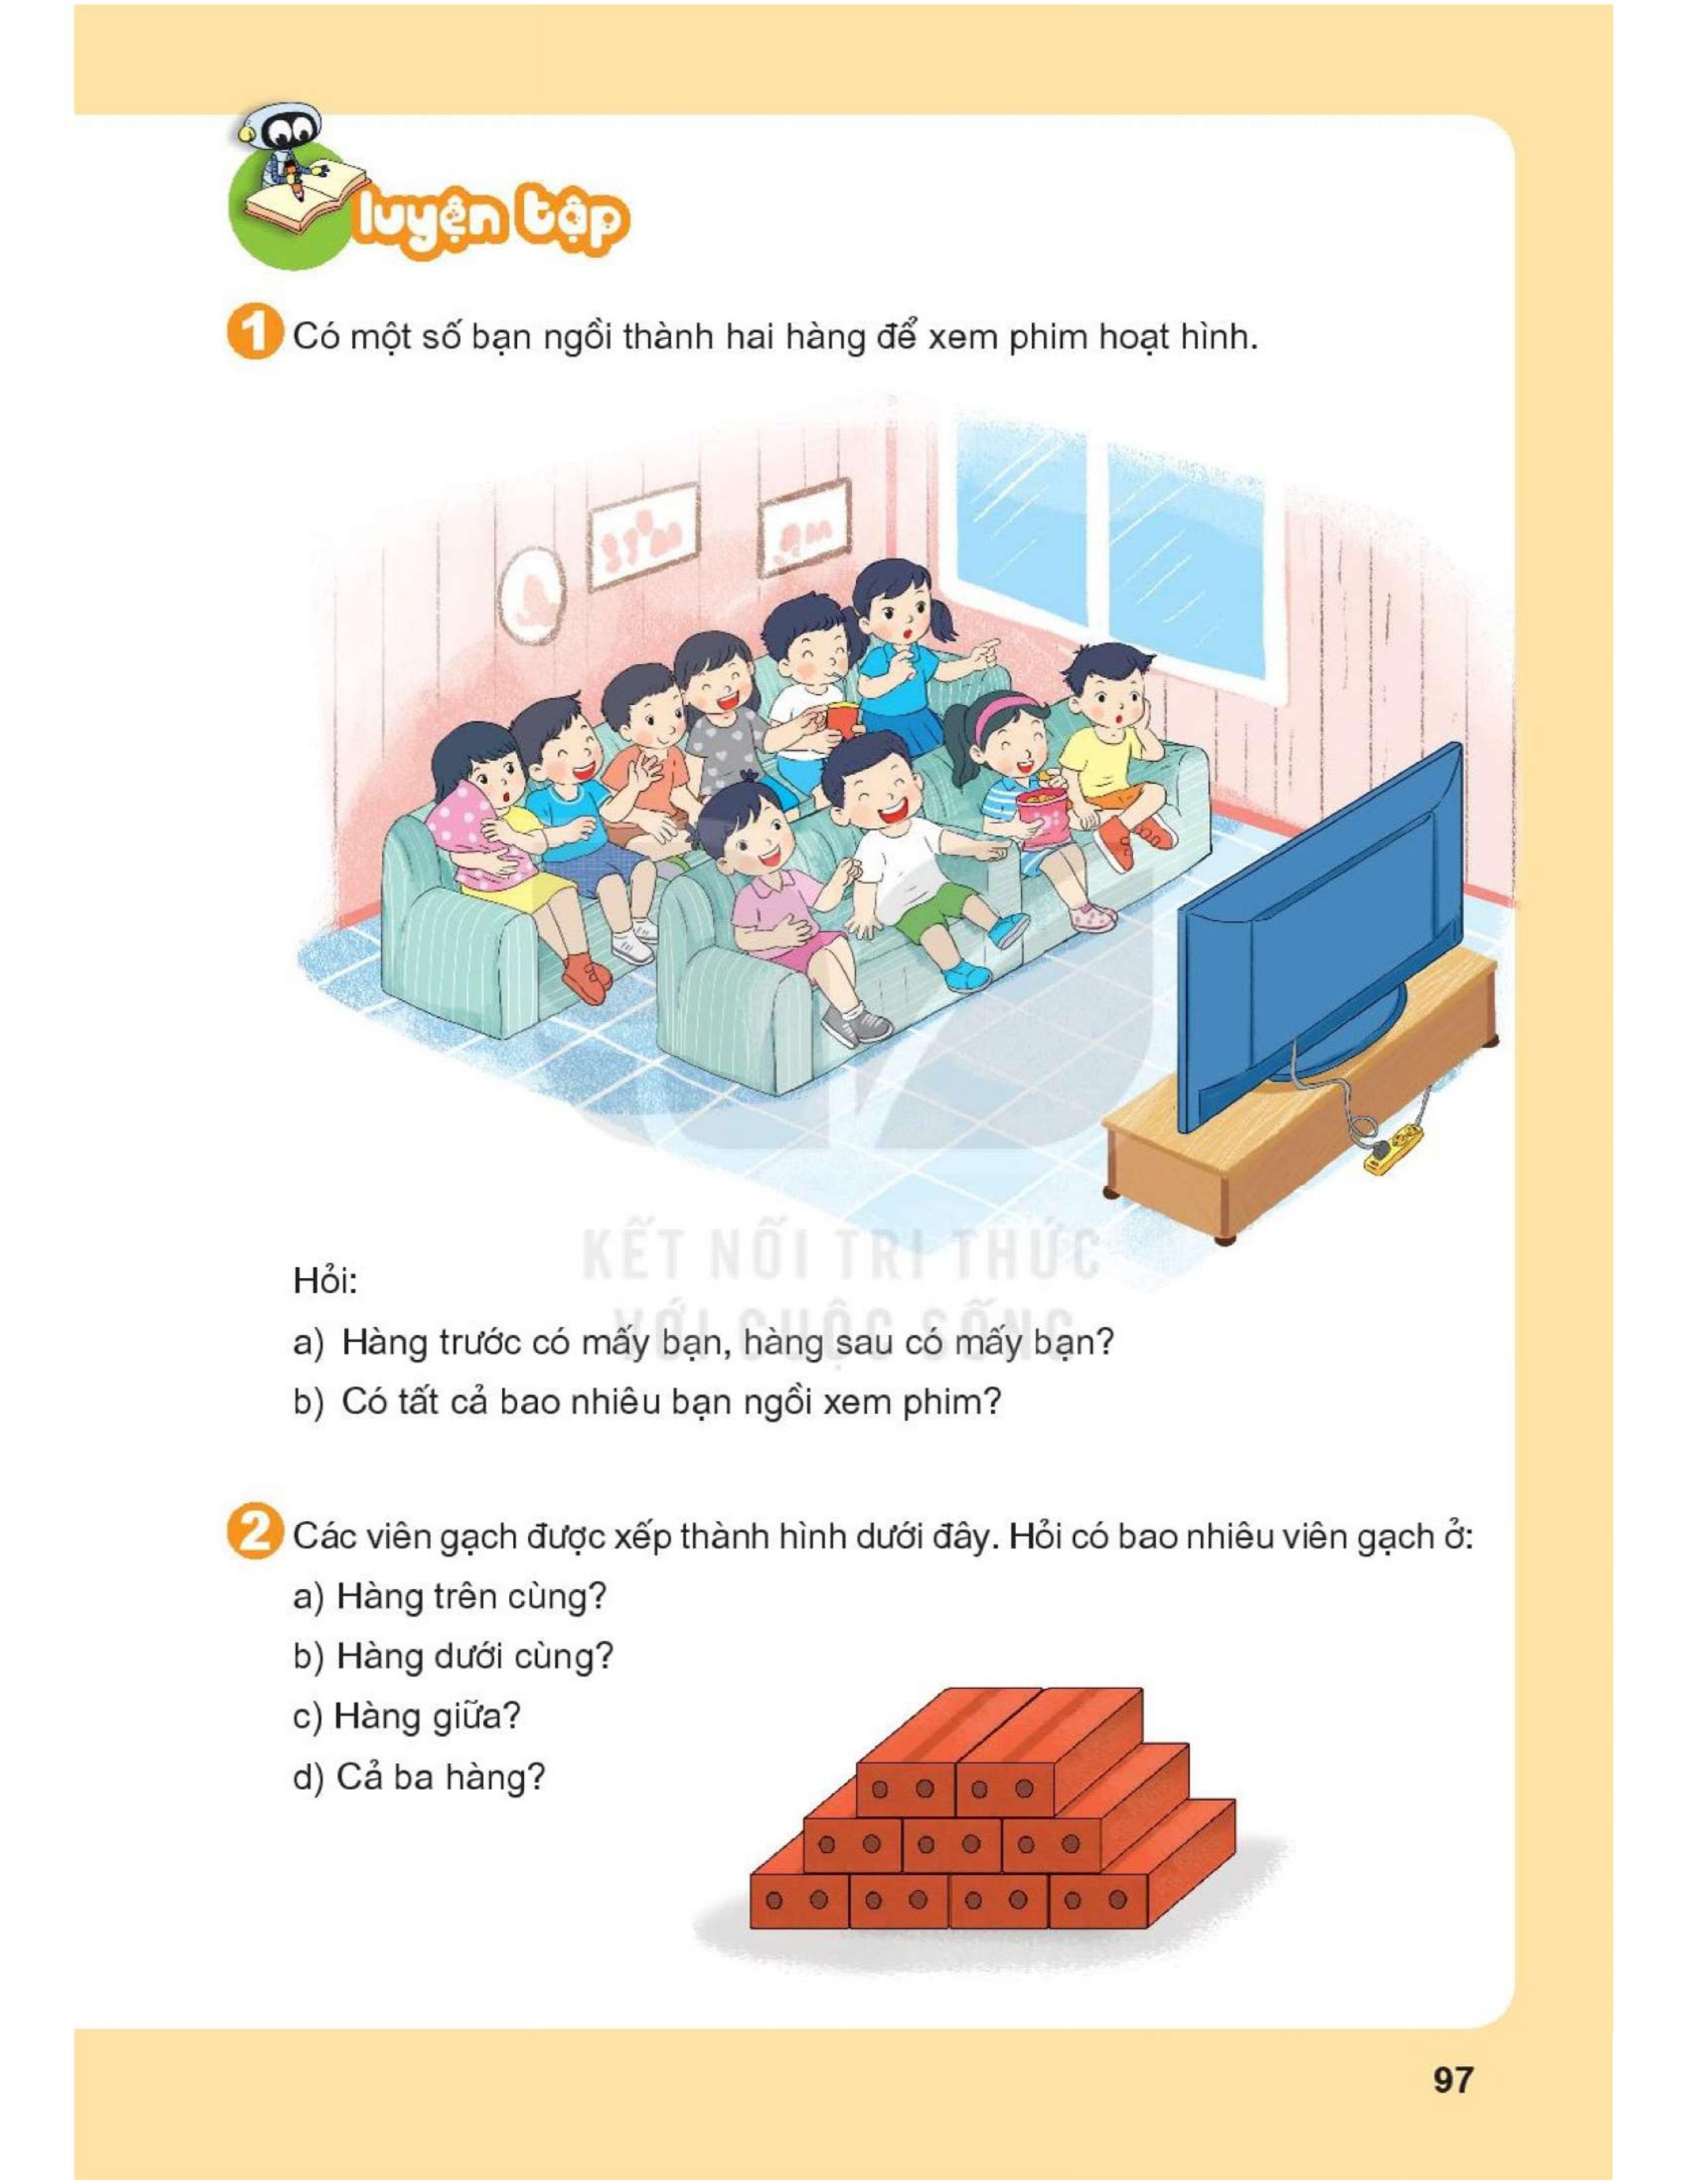 luyện tập
1 Có một số bạn ngồi thành hai hàng để xem phim hoạt hình.
KẾT NỐI TRI THỨC
VỚI CUỘC SỐNG
Hỏi:
a) Hàng trước có mấy bạn, hàng sau có mấy bạn?
b) Có tất cả bao nhiêu bạn ngồi xem phim?
2 Các viên gạch được xếp thành hình dưới đây. Hỏi có bao nhiêu viên gạch ở:
a) Hàng trên cùng?
b) Hàng dưới cùng?
c) Hàng giữa?
d) Cả ba hàng?
97